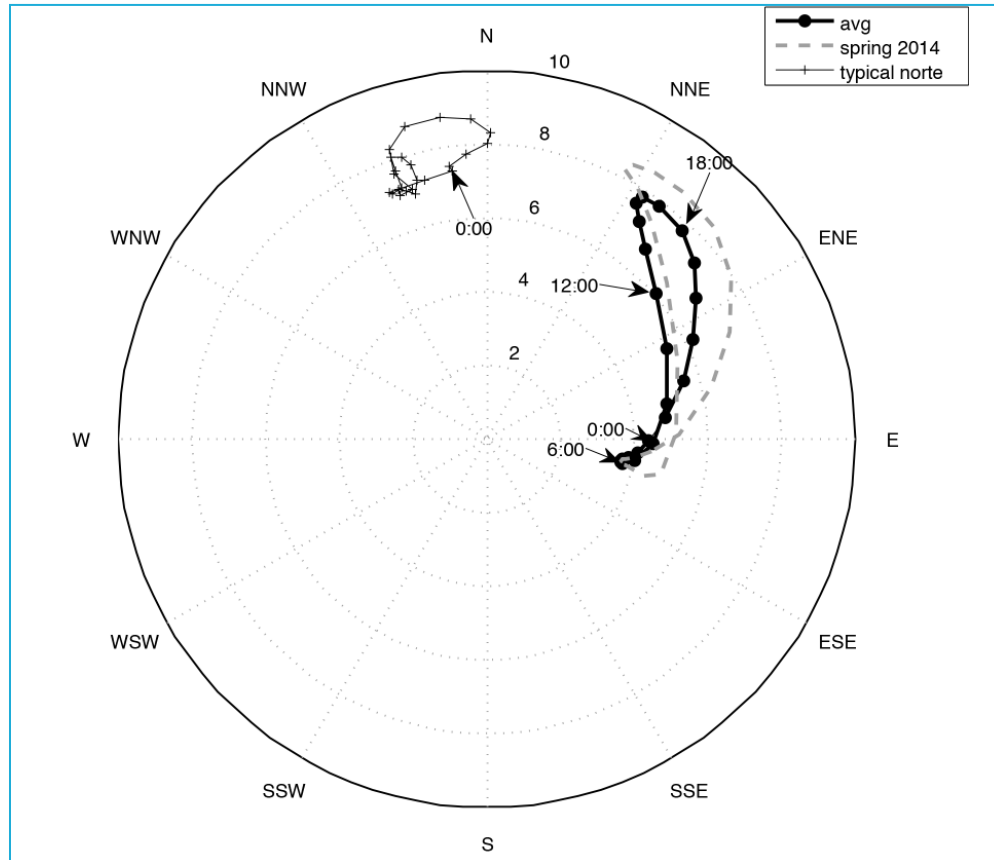 avg
spring 2014
typical norte
N
10
NNW
NNE
8
18:00
6
WNW
0:00
ENE
4
12:00
2
0:00
W
E
6:00
WSW
ESE
SSW
SSE
S